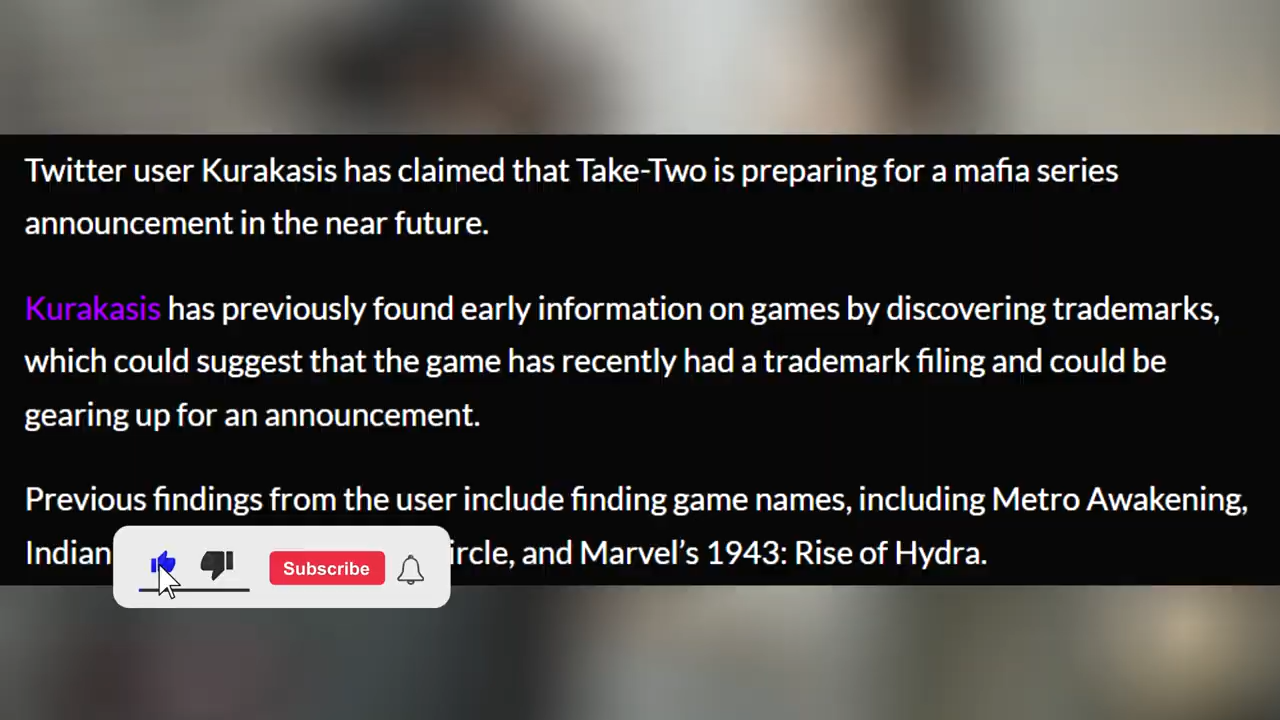 Twitter user Kurakasis has claimed that Take-Two is preparing for a mafia series
announcement in the near future.
Kurakasis has previously found early information on games by discovering trademarks,
which could suggest that the game has recently had a trademark filing and could be
gearing up for an announcement.
Previous findings from the user include finding game names, including Metro Awakening,
Indian ircle, and Marvel’s 1943: Rise of Hydra.
Subscribe